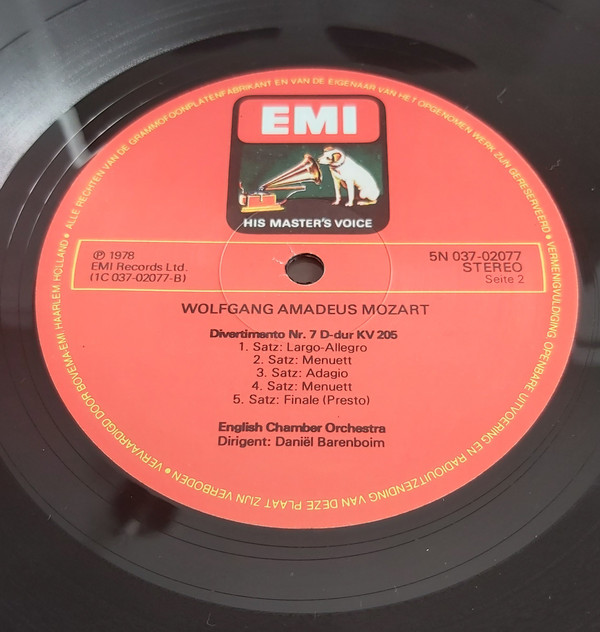 EMI
HIS MASTER'S VOICE
ALLE RECHTEN VAN DE GRAMMOFOONPLATENFABRIKANT EN VAN DE EIGENAAR VAN HET OPGENOMEN WERK ZIJN GERESERVEERD • VERMENIGVULDIGING OPENBARE UITVOERING EN RADIOUITZENDING VAN DEZE PLAAT ZIJN VERBODEN • VERVAARDIGD DOOR BOVEMA-EMI HAARLEM HOLLAND •
℗ 1978
EMI Records Ltd.
(1C 037-02077-B)
5N 037-02077
STEREO
Seite 2
WOLFGANG AMADEUS MOZART
Divertimento Nr. 7 D-dur KV 205
1. Satz: Largo-Allegro
2. Satz: Menuett
3. Satz: Adagio
4. Satz: Menuett
5. Satz: Finale (Presto)
English Chamber Orchestra
Dirigent: Daniël Barenboim